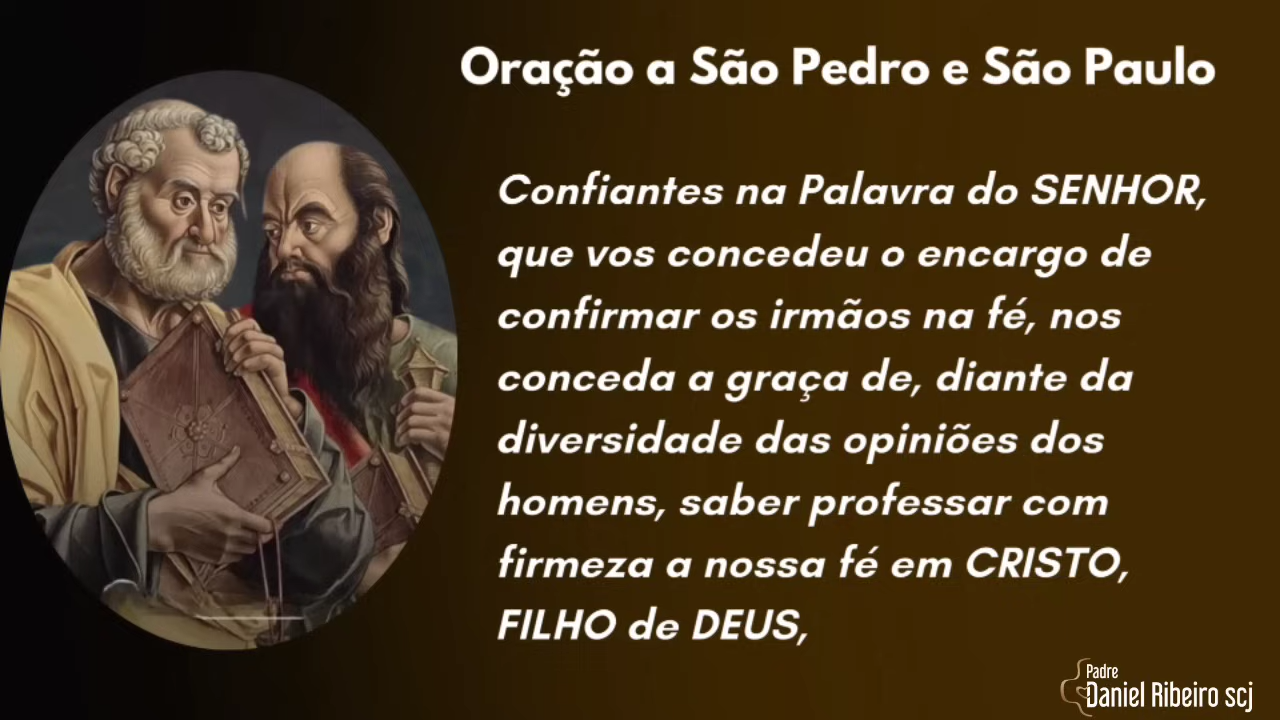 Oração a São Pedro e São Paulo
Confiantes na Palavra do SENHOR,
que vos concedeu o encargo de
confirmar os irmãos na fé, nos
conceda a graça de, diante da
diversidade das opiniões dos
homens, saber professar com
firmeza a nossa fé em CRISTO,
FILHO de DEUS,
Padre
Daniel Ribeiro scj